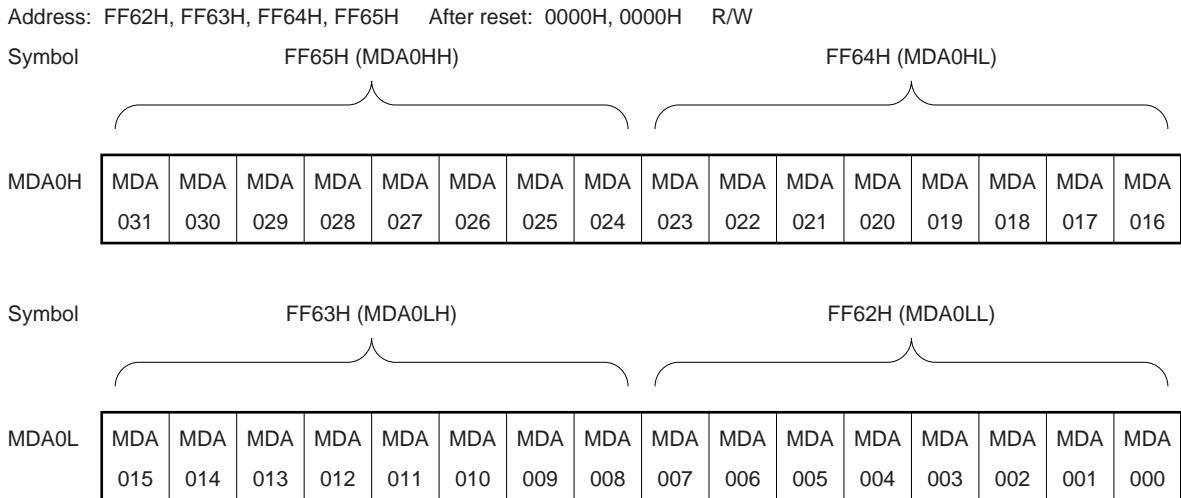 Address: FF62H, FF63H, FF64H, FF65H After reset: 0000H, 0000H R/W
Symbol FF65H (MDA0HH) FF64H (MDA0HL)
MDA0H MDA MDA MDA MDA MDA MDA MDA MDA MDA MDA MDA MDA MDA MDA MDA MDA
031 030 029 028 027 026 025 024 023 022 021 020 019 018 017 016
Symbol FF63H (MDA0LH) FF62H (MDA0LL)
MDA0L MDA MDA MDA MDA MDA MDA MDA MDA MDA MDA MDA MDA MDA MDA MDA MDA
015 014 013 012 011 010 009 008 007 006 005 004 003 002 001 000